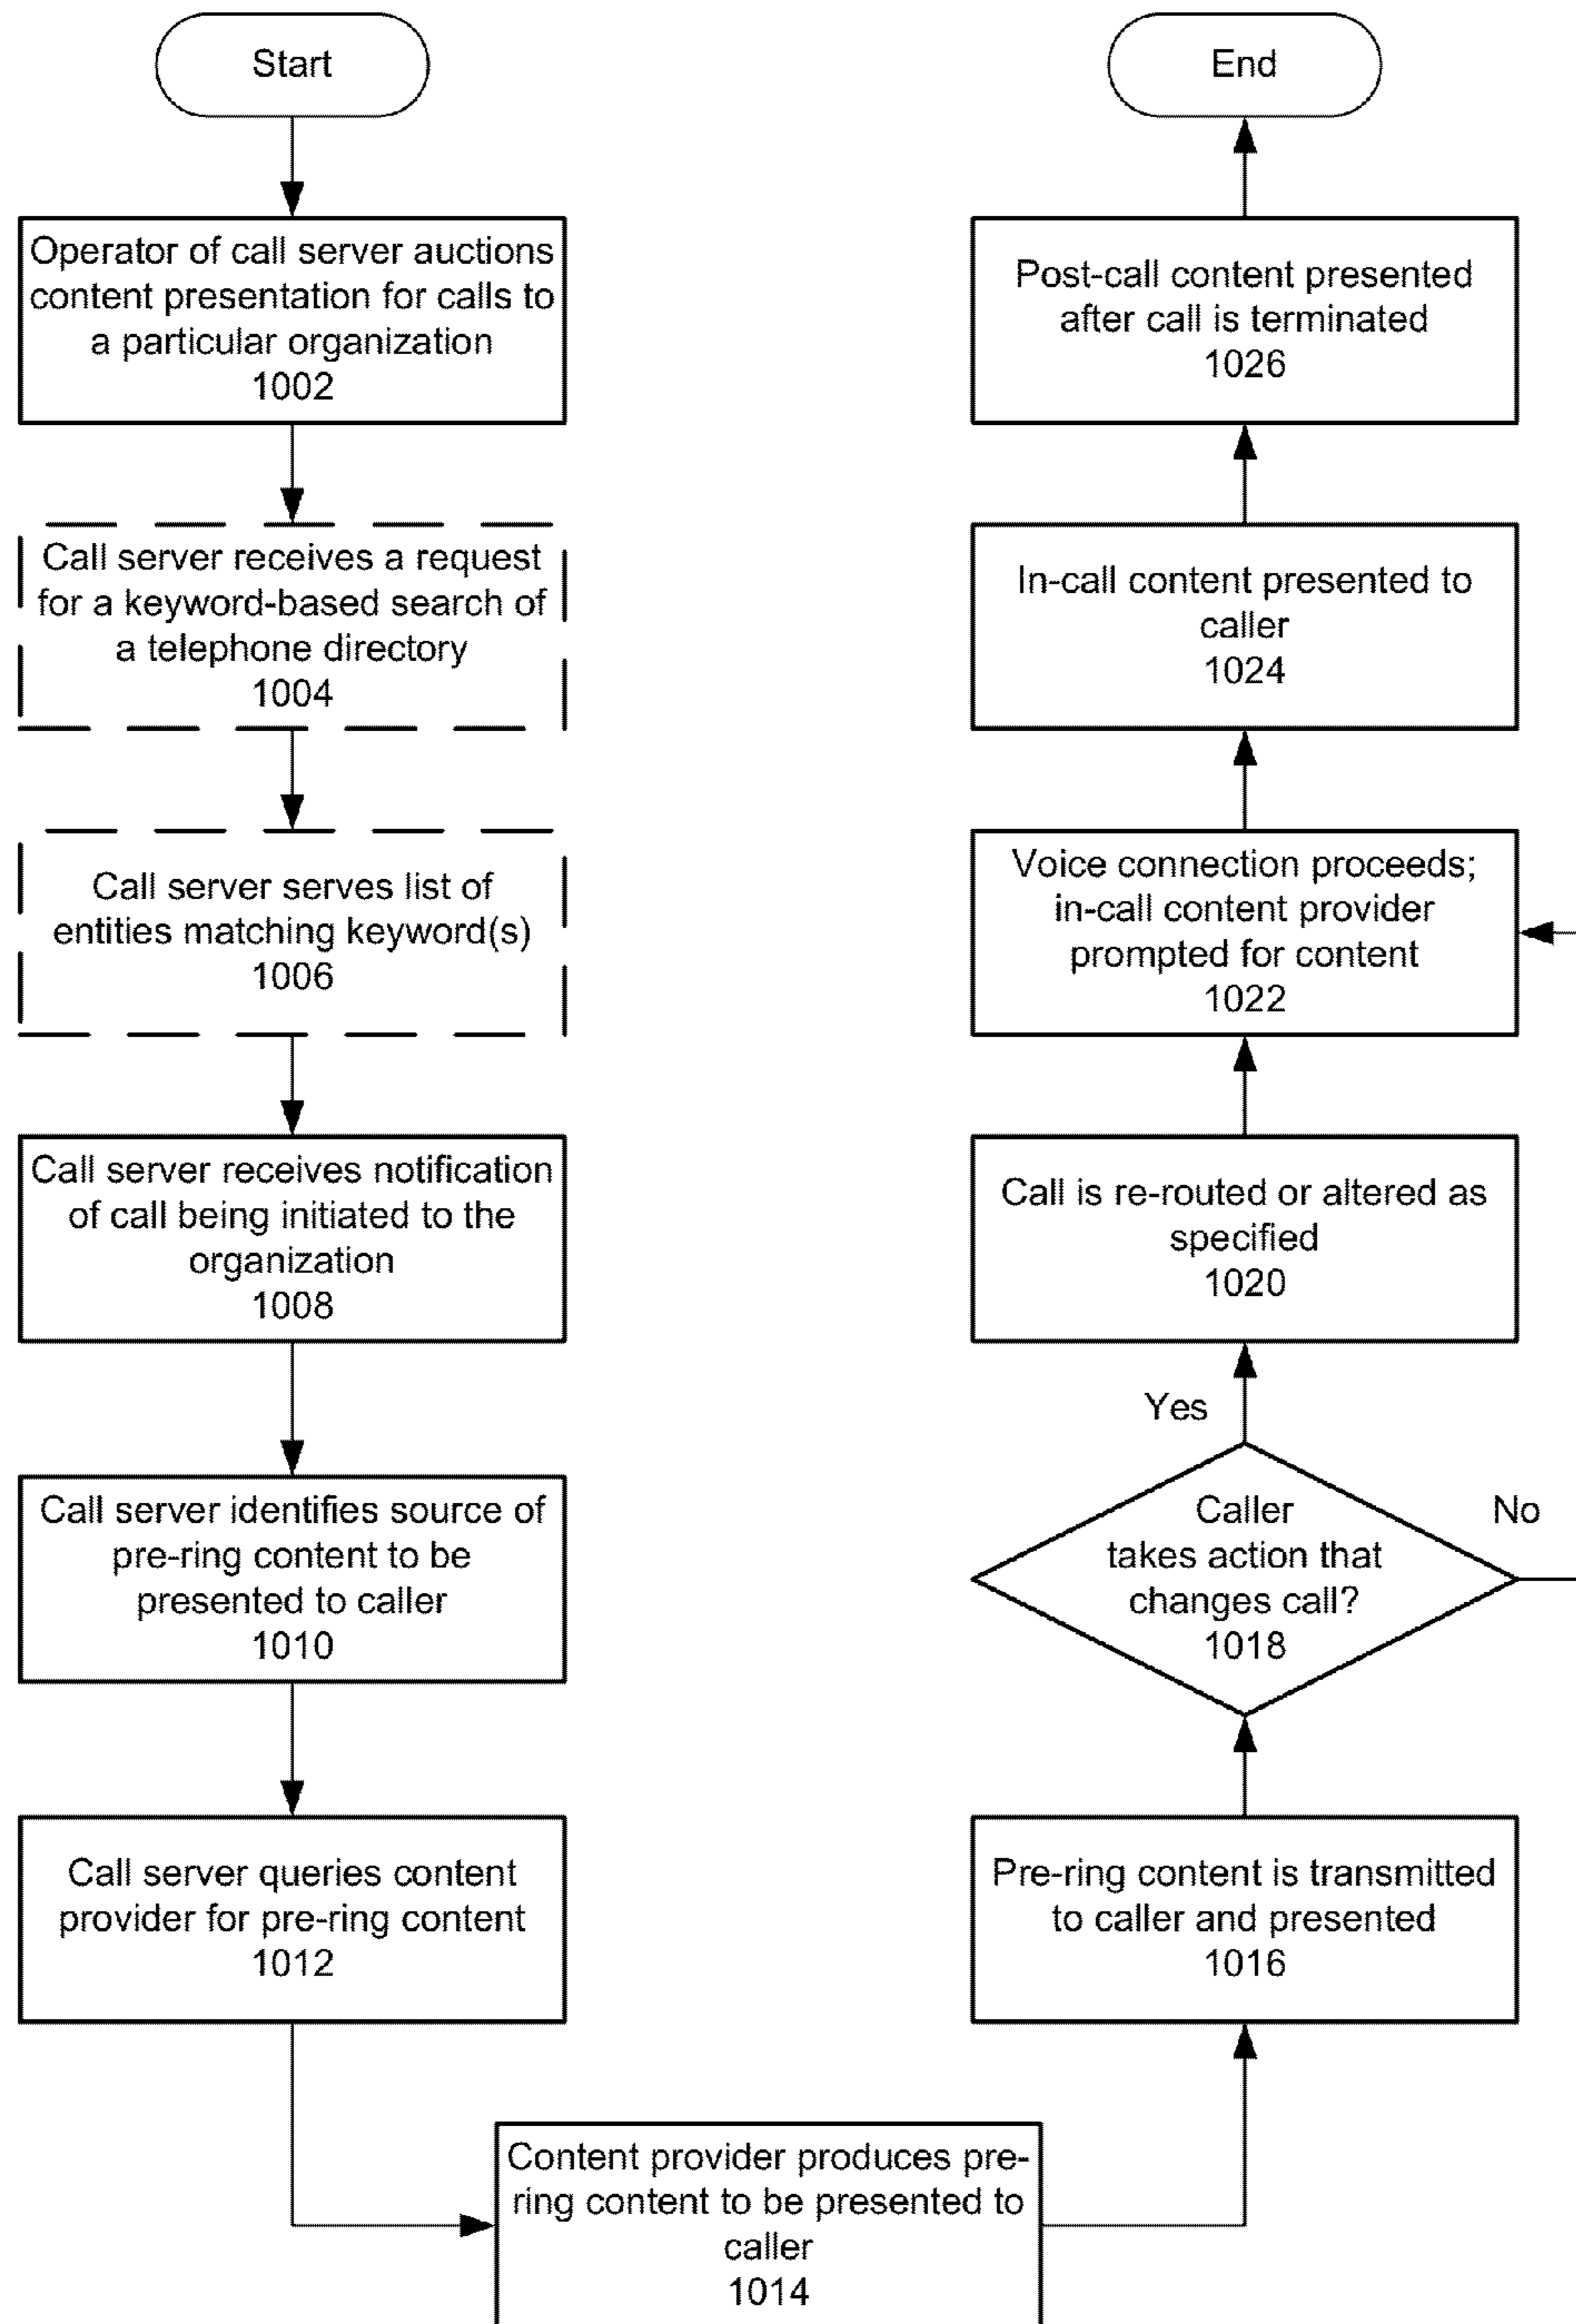 Start
Operator of call server auctions
content presentation for calls to
a particular organization
1002
Call server receives a request
for a keyword-based search of
a telephone directory
1004
Call server serves list of
entities matching keyword(s)
1006
Call server receives notification
of call being initiated to the
organization
1008
Call server identifies source of
pre-ring content to be
presented to caller
1010
Call server queries content
provider for pre-ring content
1012
Content provider produces pre-
ring content to be presented to
caller
1014
Pre-ring content is transmitted
to caller and presented
1016
Caller
takes action that
changes call?
1018
Yes
No
Call is re-routed or altered as
specified
1020
Voice connection proceeds;
in-call content provider
prompted for content
1022
In-call content presented to
caller
1024
Post-call content presented
after call is terminated
1026
End